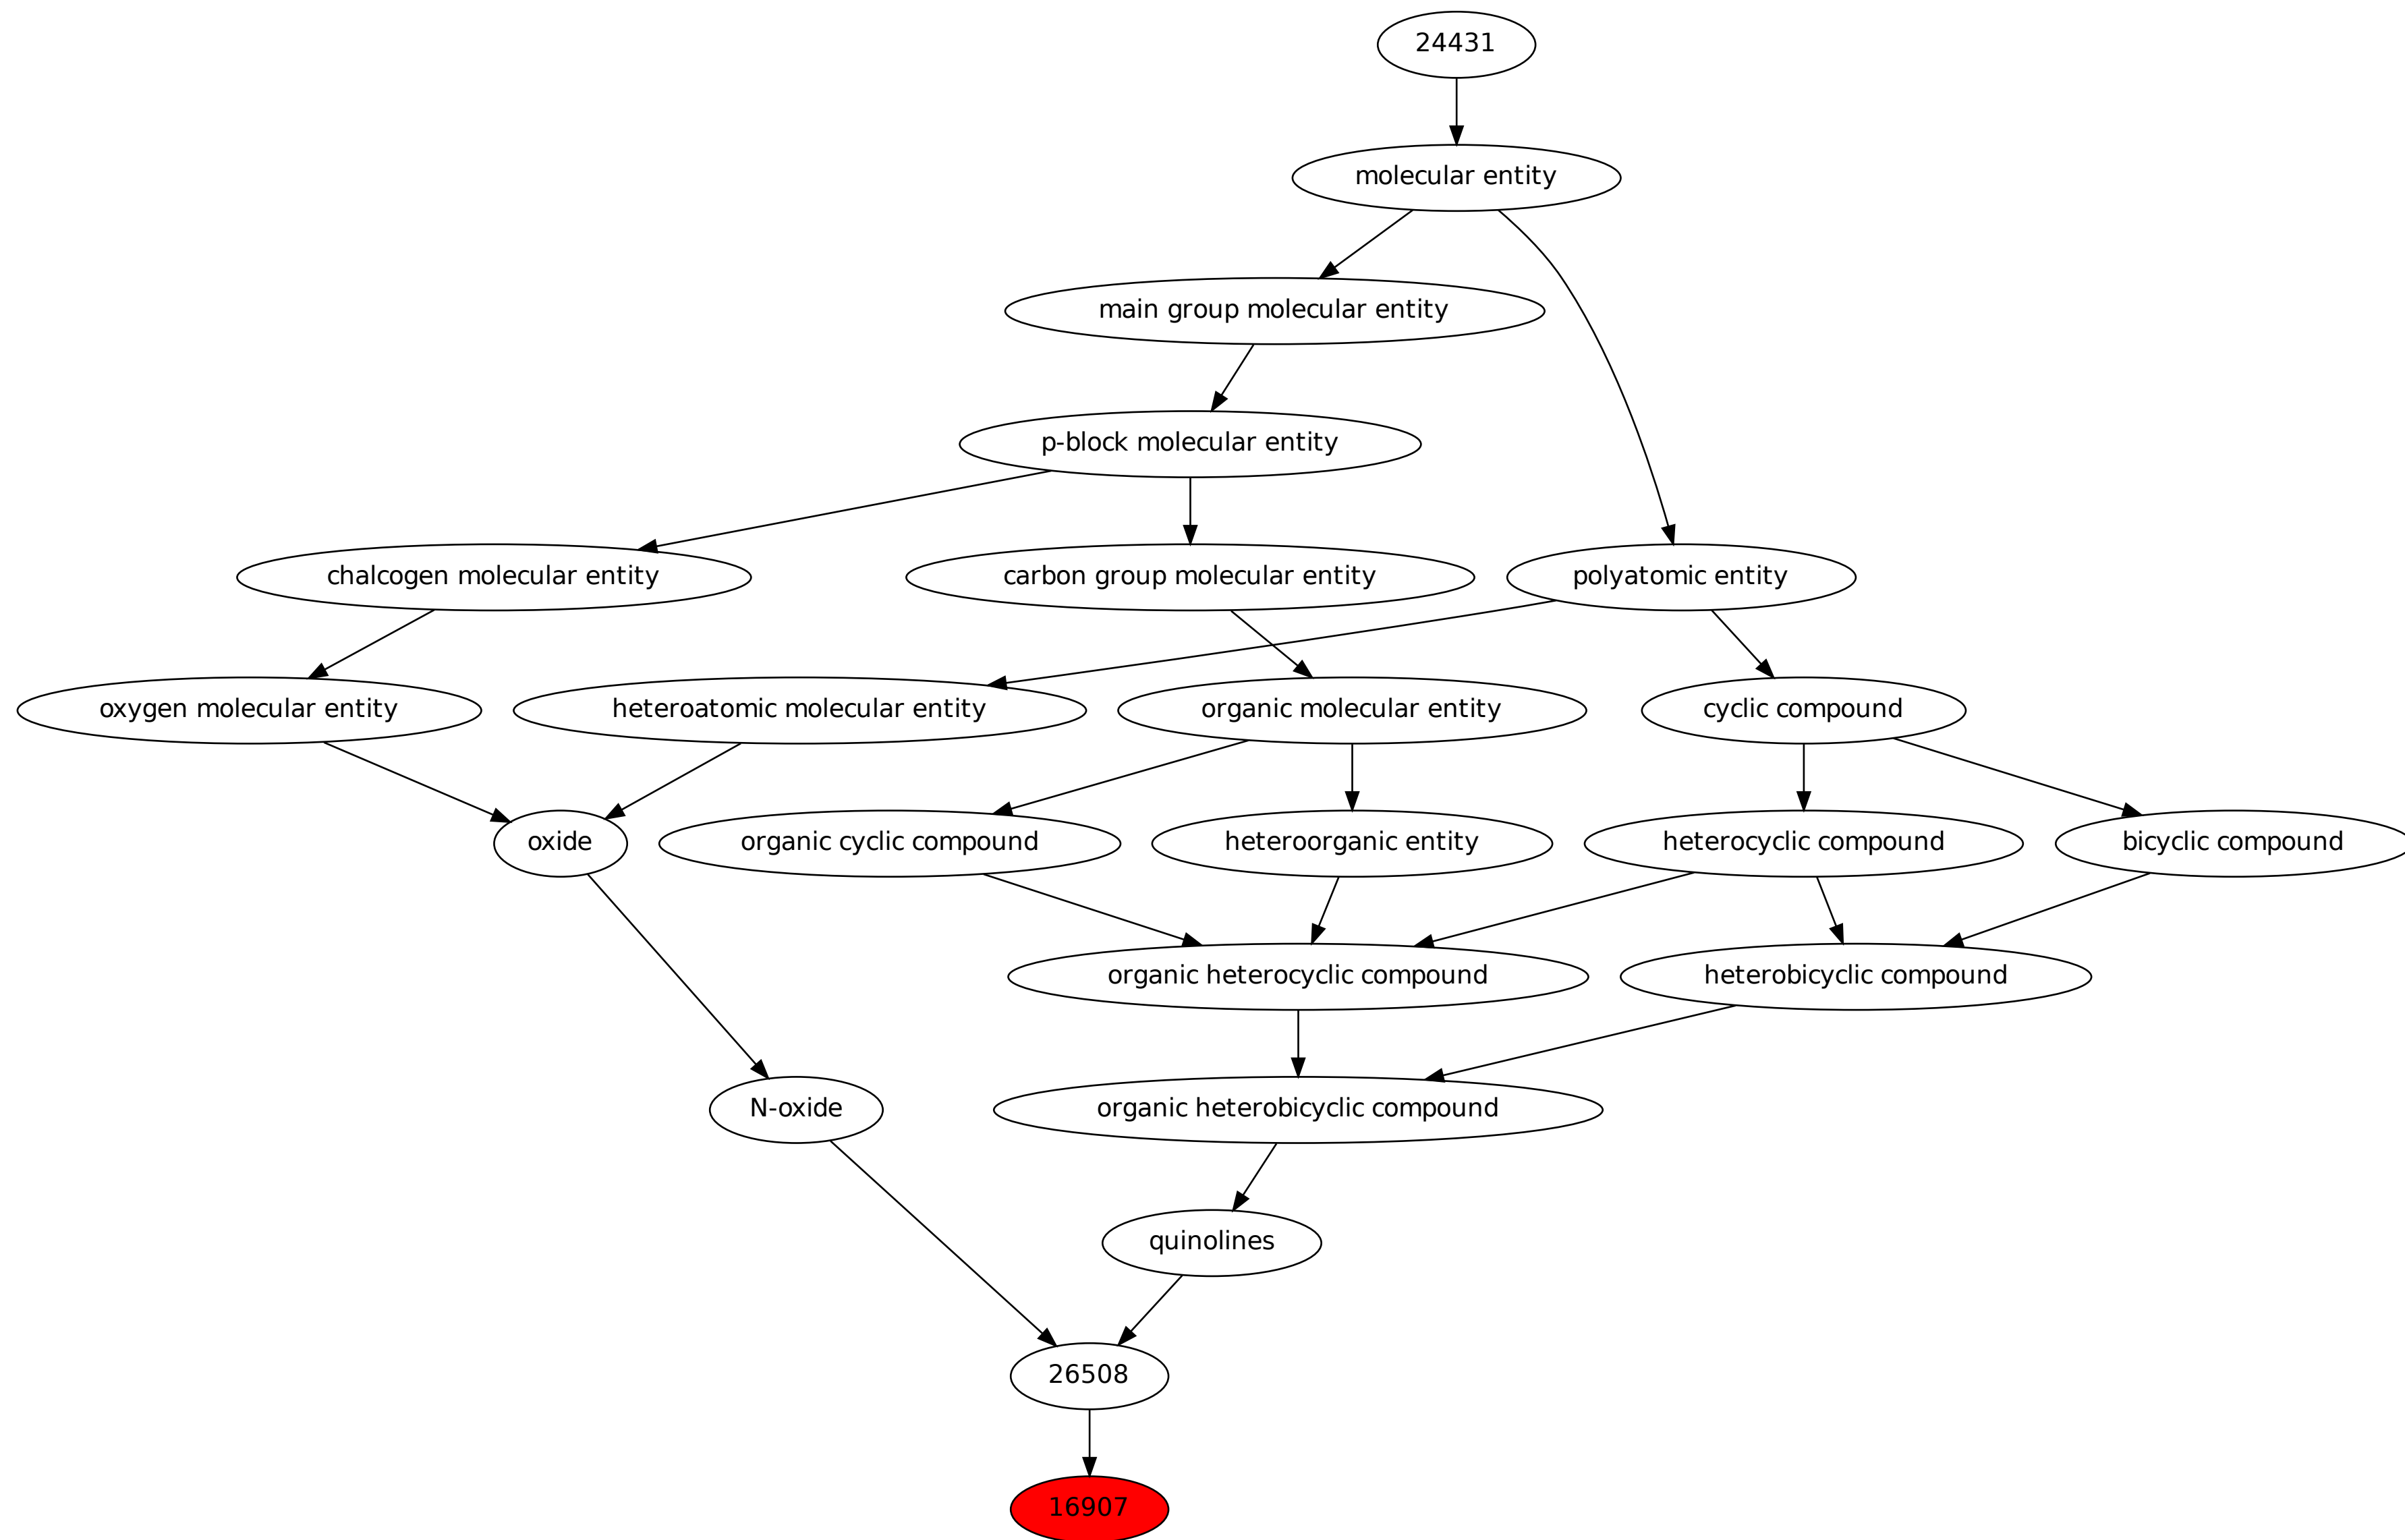 24431
molecular entity
main group molecular entity
p-block molecular entity
chalcogen molecular entity
carbon group molecular entity
polyatomic entity
oxygen molecular entity
heteroatomic molecular entity
organic molecular entity
cyclic compound
oxide
organic cyclic compound
heteroorganic entity
heterocyclic compound
bicyclic compound
organic heterocyclic compound
heterobicyclic compound
N-oxide
organic heterobicyclic compound
quinolines
26508
16907